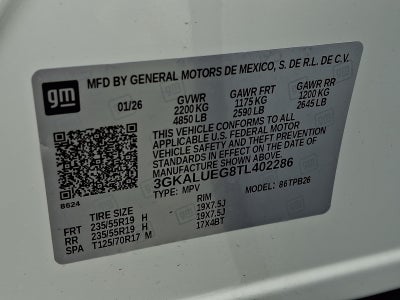 gm
MFD BY GENERAL MOTORS DE MEXICO, S. DE R.L. DE C.V.
01/26 GVWR GAWR FRT GAWR RR
2200 KG 1175 KG 1200 KG
4850 LB 2590 LB 2645 LB
THIS VEHICLE CONFORMS TO ALL
APPLICABLE U.S. FEDERAL MOTOR
VEHICLE SAFETY AND THEFT PREVENTION
STANDARDS IN EFFECT ON THE DATE OF
MANUFACTURE SHOWN ABOVE.
3GKALUEG8TL402286
TYPE: MPV MODEL: 86TPB26
8624
TIRE SIZE RIM
FRT 235/55R19 H 19X7.5J
RR 235/55R19 H 19X7.5J
SPA T125/70R17 M 17X4BT